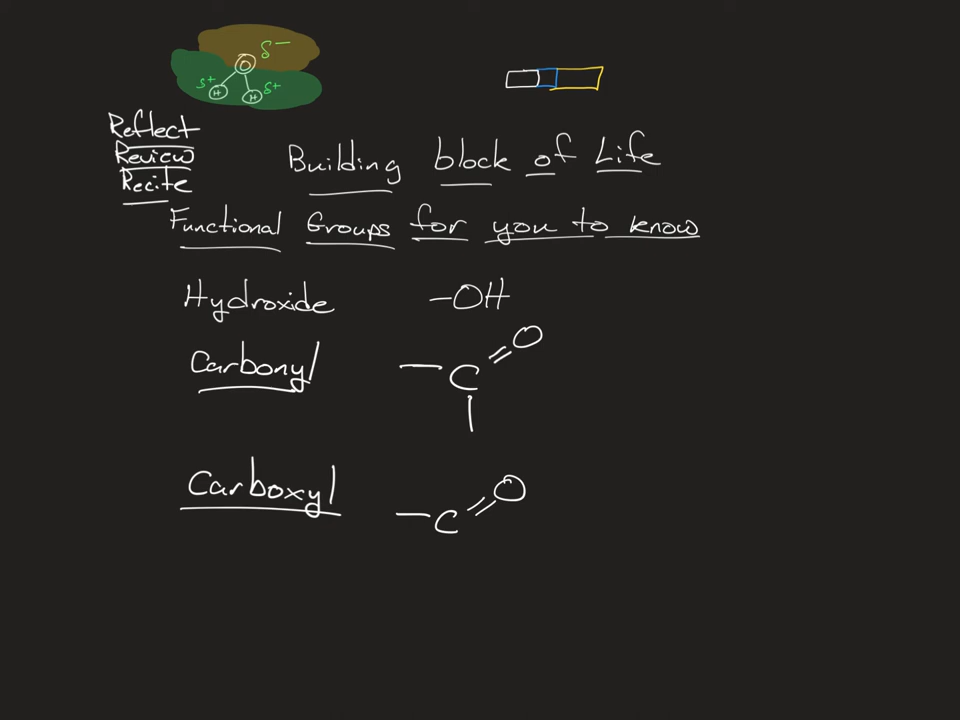 δ-
O
δ+ H H δ+
Reflect
Review
Recite
Building block of Life
Functional Groups for you to know
Hydroxide -OH
Carbonyl -C=O
Carboxyl -C=O